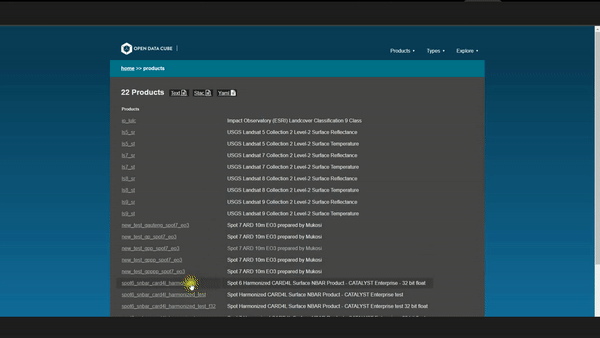 OPEN DATA CUBE
Products Types Explore
home >> products
22 Products Text Stac Yaml
Products
io_lulc Impact Observatory (ESRI) Landcover Classification 9 Class
ls5_sr USGS Landsat 5 Collection 2 Level-2 Surface Reflectance
ls5_st USGS Landsat 5 Collection 2 Level-2 Surface Temperature
ls7_sr USGS Landsat 7 Collection 2 Level-2 Surface Reflectance
ls7_st USGS Landsat 7 Collection 2 Level-2 Surface Temperature
ls8_sr USGS Landsat 8 Collection 2 Level-2 Surface Reflectance
ls8_st USGS Landsat 8 Collection 2 Level-2 Surface Temperature
ls9_sr USGS Landsat 9 Collection 2 Level-2 Surface Reflectance
ls9_st USGS Landsat 9 Collection 2 Level-2 Surface Temperature
Spot 7 ARD 10m EO3 prepared by Mukosi
new_test_gp_spot7_eo3 Spot 7 ARD 10m EO3 prepared by Mukosi
Spot 7 ARD 10m EO3 prepared by Mukosi
Spot 7 ARD 10m EO3 prepared by Mukosi
Spot 7 ARD 10m EO3 prepared by Mukosi
Spot 6 Harmonized CARD4L Surface NBAR Product - CATALYST Enterprise - 32 bit float
spot6_snbar_card4l_harmonized_test Spot Harmonized CARD4L Surface NBAR Product - CATALYST Enterprise test
spot6_snbar_card4l_harmonized_test_f32 Spot Harmonized CARD4L Surface NBAR Product - CATALYST Enterprise test 32 bit float